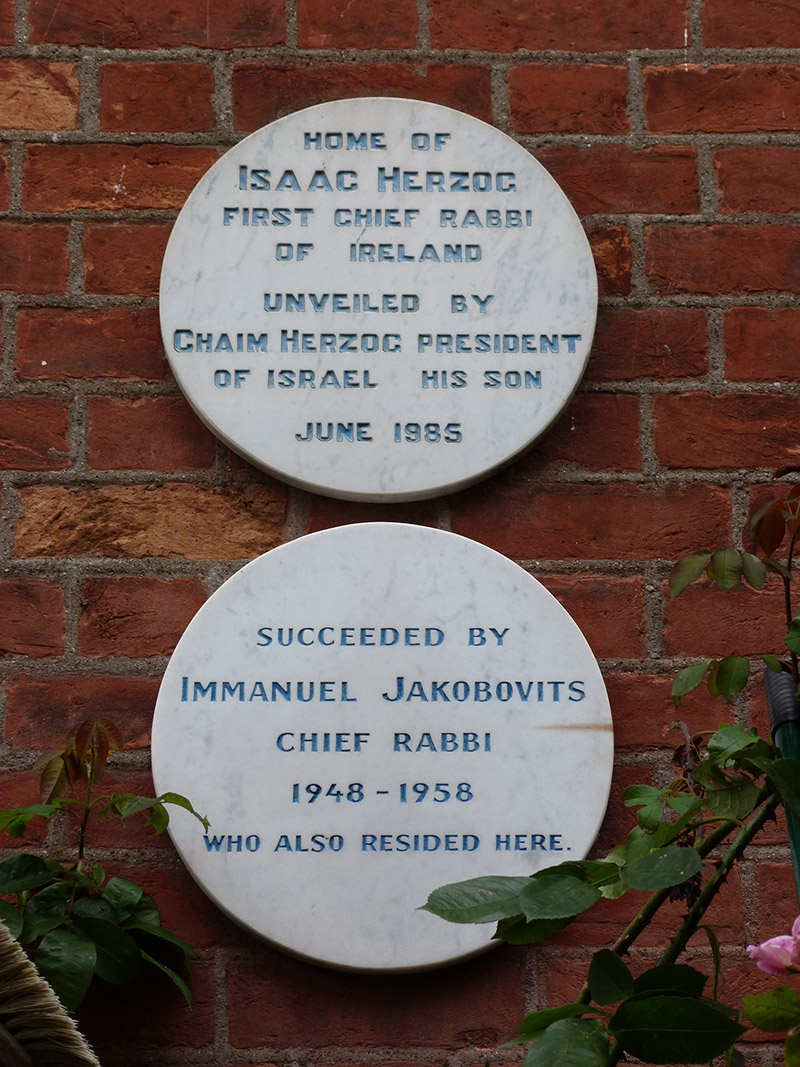 HOME OF
ISAAC HERZOG
FIRST CHIEF RABBI
OF IRELAND
UNVEILED BY
CHAIM HERZOG PRESIDENT
OF ISRAEL HIS SON
JUNE 1985
SUCCEEDED BY
IMMANUEL JAKOBOVITS
CHIEF RABBI
1948 - 1958
WHO ALSO RESIDED HERE.